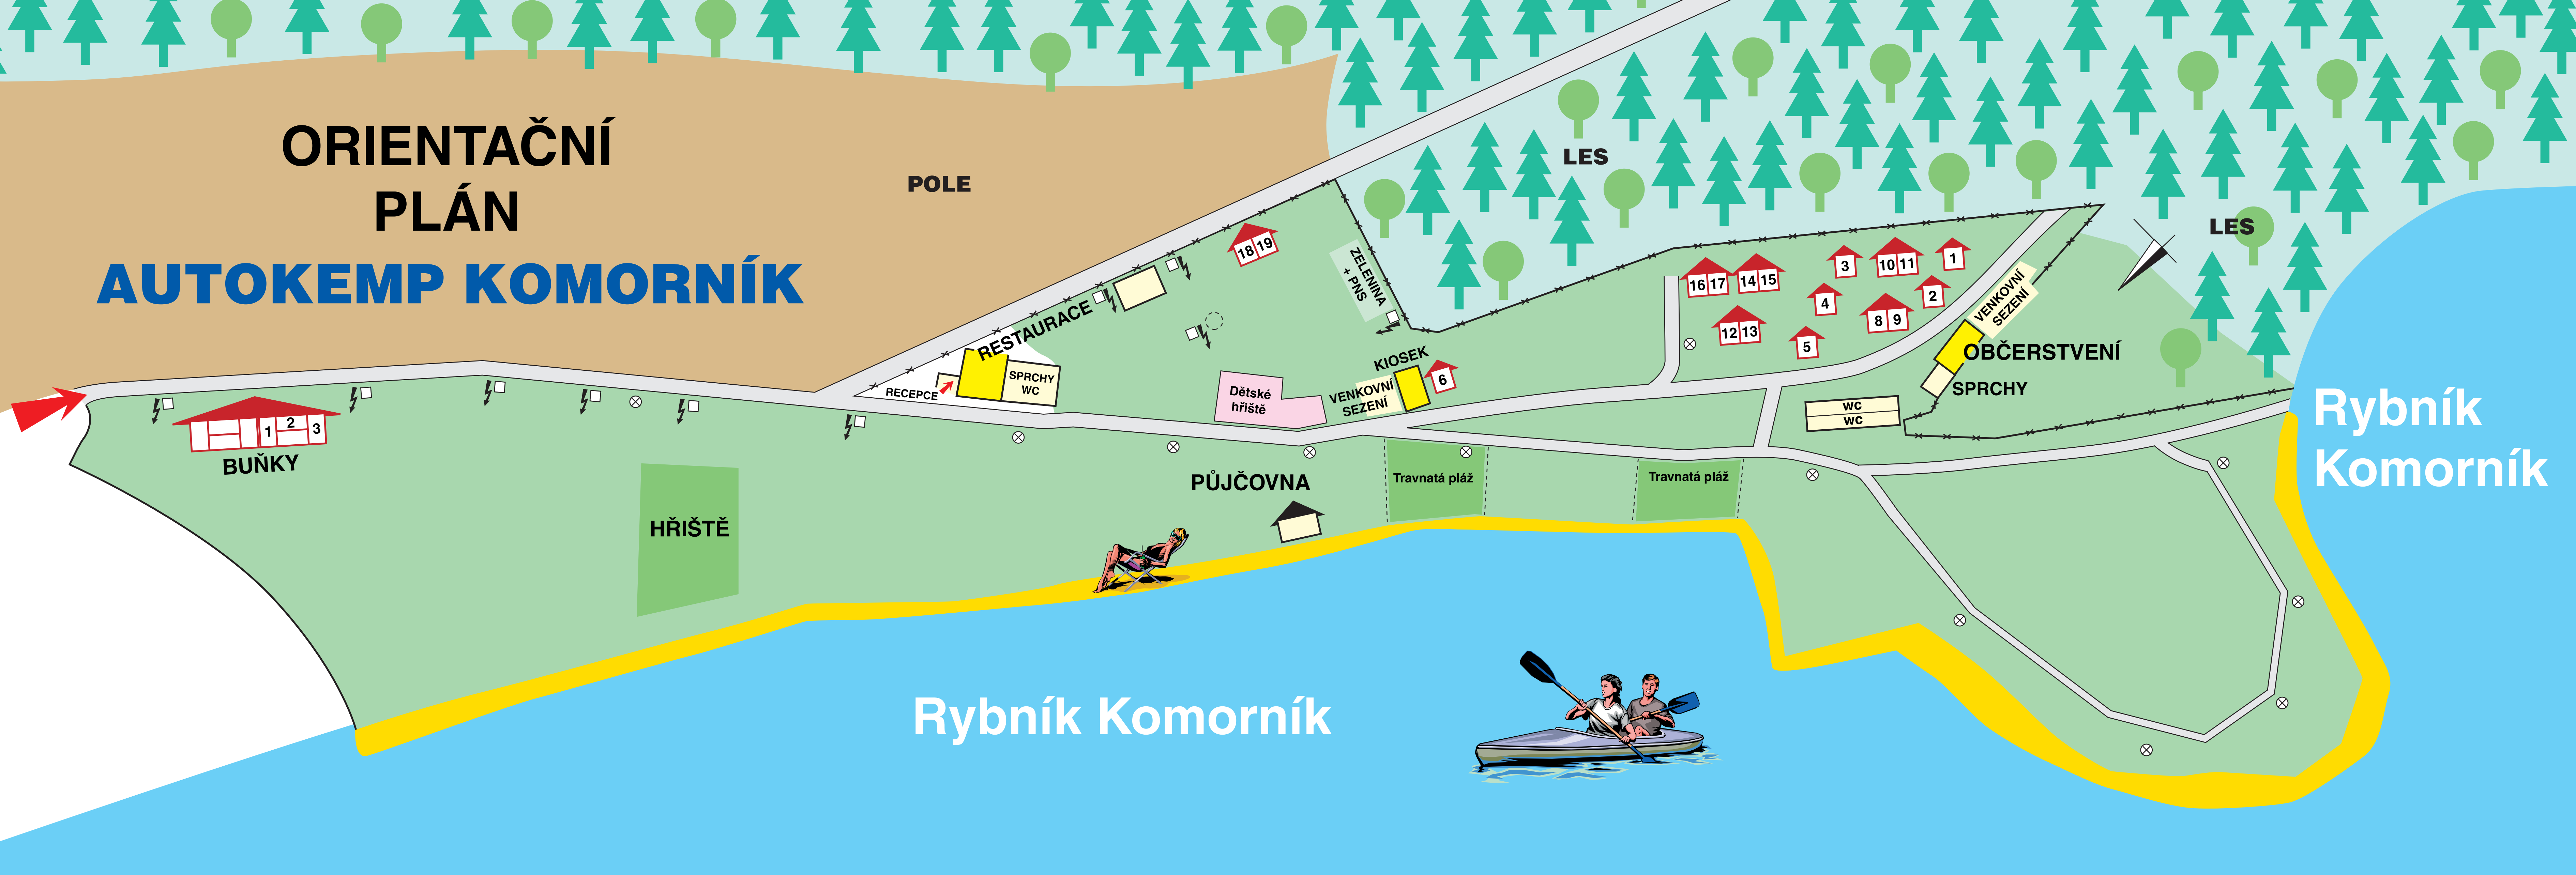 ORIENTAČNÍ
PLÁN
AUTOKEMP KOMORNÍK
POLE
LES
LES
18 19
ZELENINA
+ PNS
RESTAURACE
RECEPCE
SPRCHY
WC
Dětské
hřiště
KIOSEK
VENKOVNÍ
SEZENÍ
6
16 17
14 15
12 13
3
10 11
1
4
2
8 9
5
VENKOVNÍ
SEZENÍ
OBČERSTVENÍ
SPRCHY
WC
WC
1
2
3
BUŇKY
HŘIŠTĚ
PŮJČOVNA
Travnatá pláž
Travnatá pláž
Rybník
Komorník
Rybník Komorník